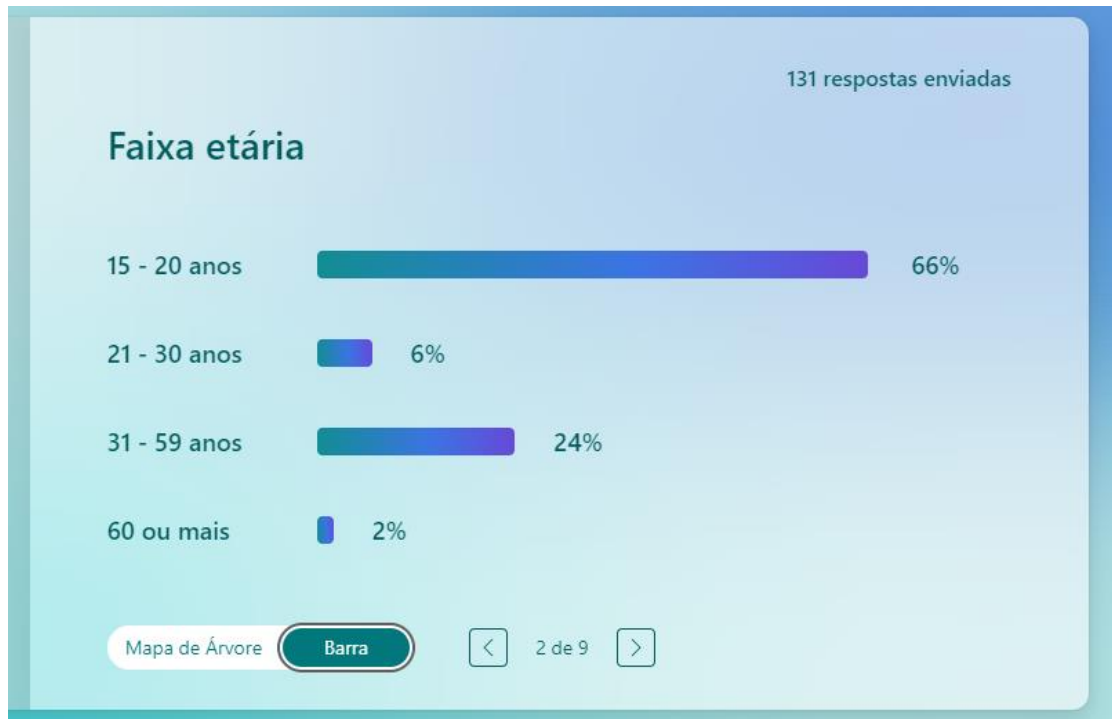 131 respostas enviadas
Faixa etária
15 - 20 anos 66%
21 - 30 anos 6%
31 - 59 anos 24%
60 ou mais 2%
Mapa de Árvore Barra 2 de 9